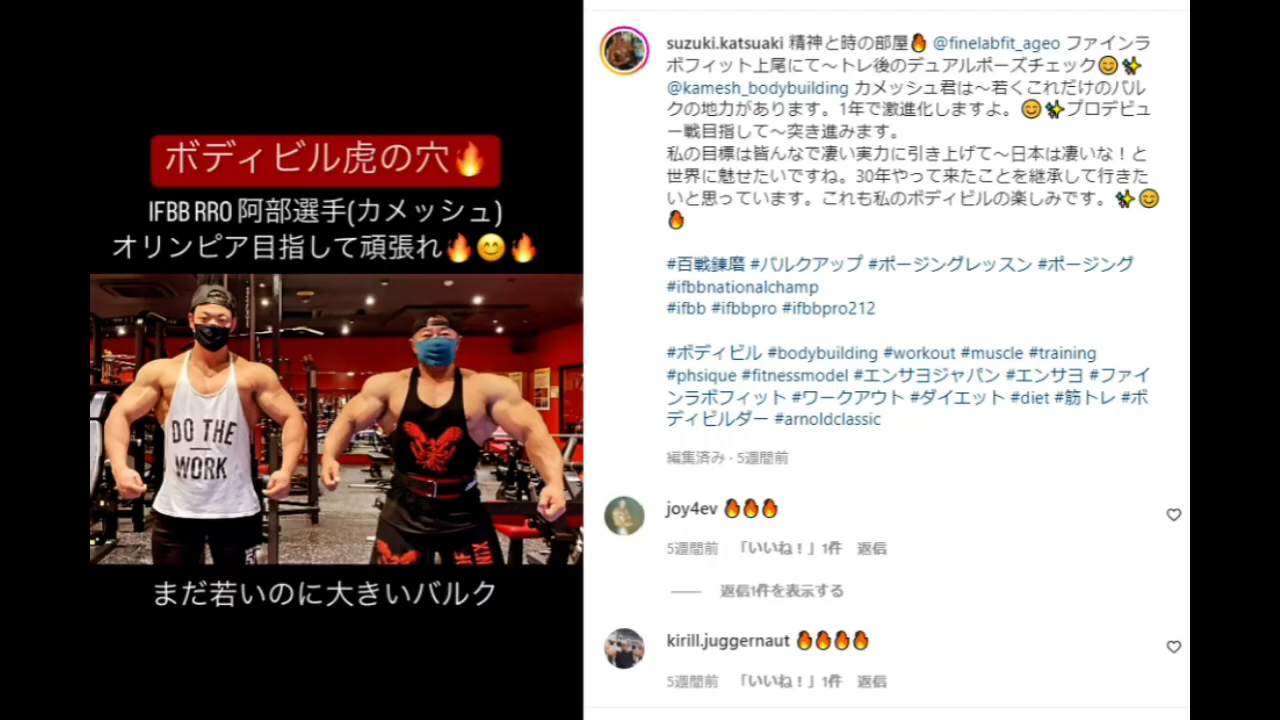 ボディビル虎の穴🔥
IFBB RRO 阿部選手(カメッシュ)
オリンピア目指して頑張れ🔥😊🔥
DO THE
WORK
まだ若いのに大きいバルク
suzuki.katsuaki 精神と時の部屋🔥 @finelabfit_ageo ファインラ
ボフィット上尾にて〜トレ後のデュアルポーズチェック😊✨
@kamesh_bodybuilding カメッシュ君は〜若くこれだけのバル
クの地力があります。1年で激進化しますよ。😊✨プロデビュ
ー戦目指して〜突き進みます。
私の目標は皆んなで凄い実力に引き上げて〜日本は凄いな！と
世界に魅せたいですね。30年やって来たことを継承して行きた
いと思っています。これも私のボディビルの楽しみです。✨😊
🔥
#百戦錬磨 #バルクアップ #ポージングレッスン #ポージング
#ifbbnationalchamp
#ifbb #ifbbpro #ifbbpro212
#ボディビル #bodybuilding #workout #muscle #training
#phsique #fitnessmodel #エンサヨジャパン #エンサヨ #ファイ
ンラボフィット #ワークアウト #ダイエット #diet #筋トレ #ボ
ディビルダー #arnoldclassic
編集済み · 5週間前
joy4ev 🔥🔥🔥
5週間前 「いいね！」1件 返信
返信1件を表示する
kirill.juggernaut 🔥🔥🔥🔥
5週間前 「いいね！」1件 返信